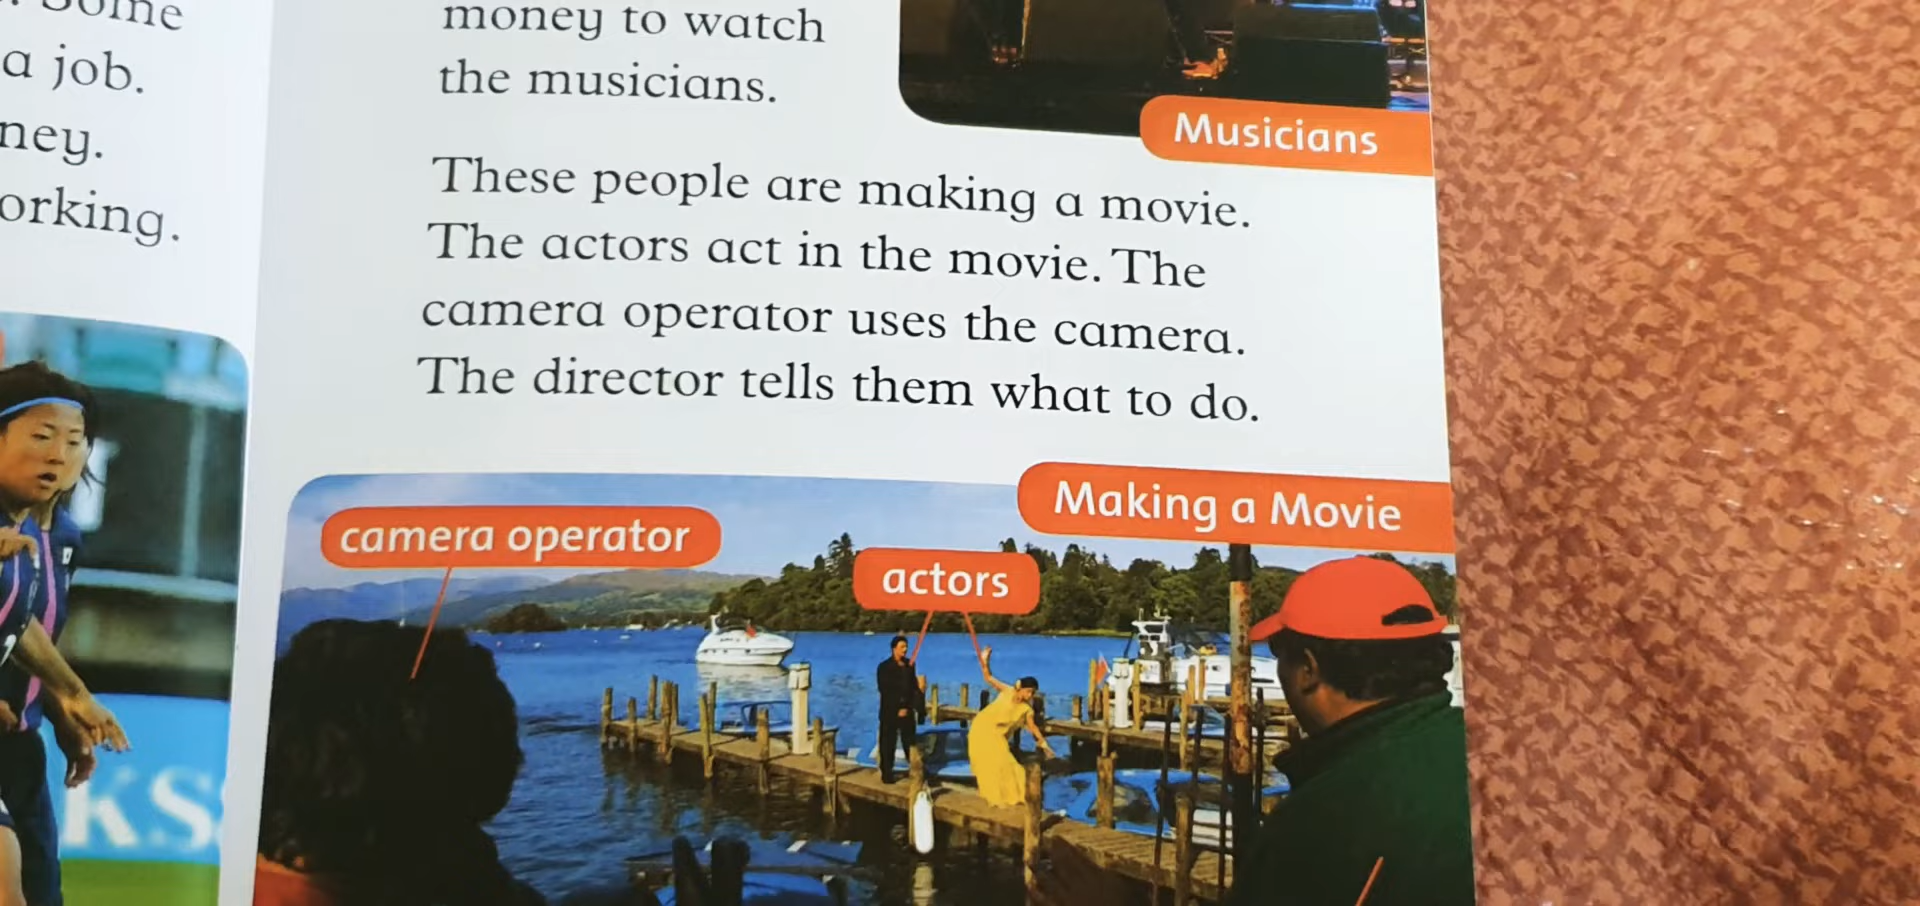 Some
a job.
ney.
orking.
money to watch
the musicians.
Musicians
These people are making a movie.
The actors act in the movie. The
camera operator uses the camera.
The director tells them what to do.
Making a Movie
camera operator
actors
KS